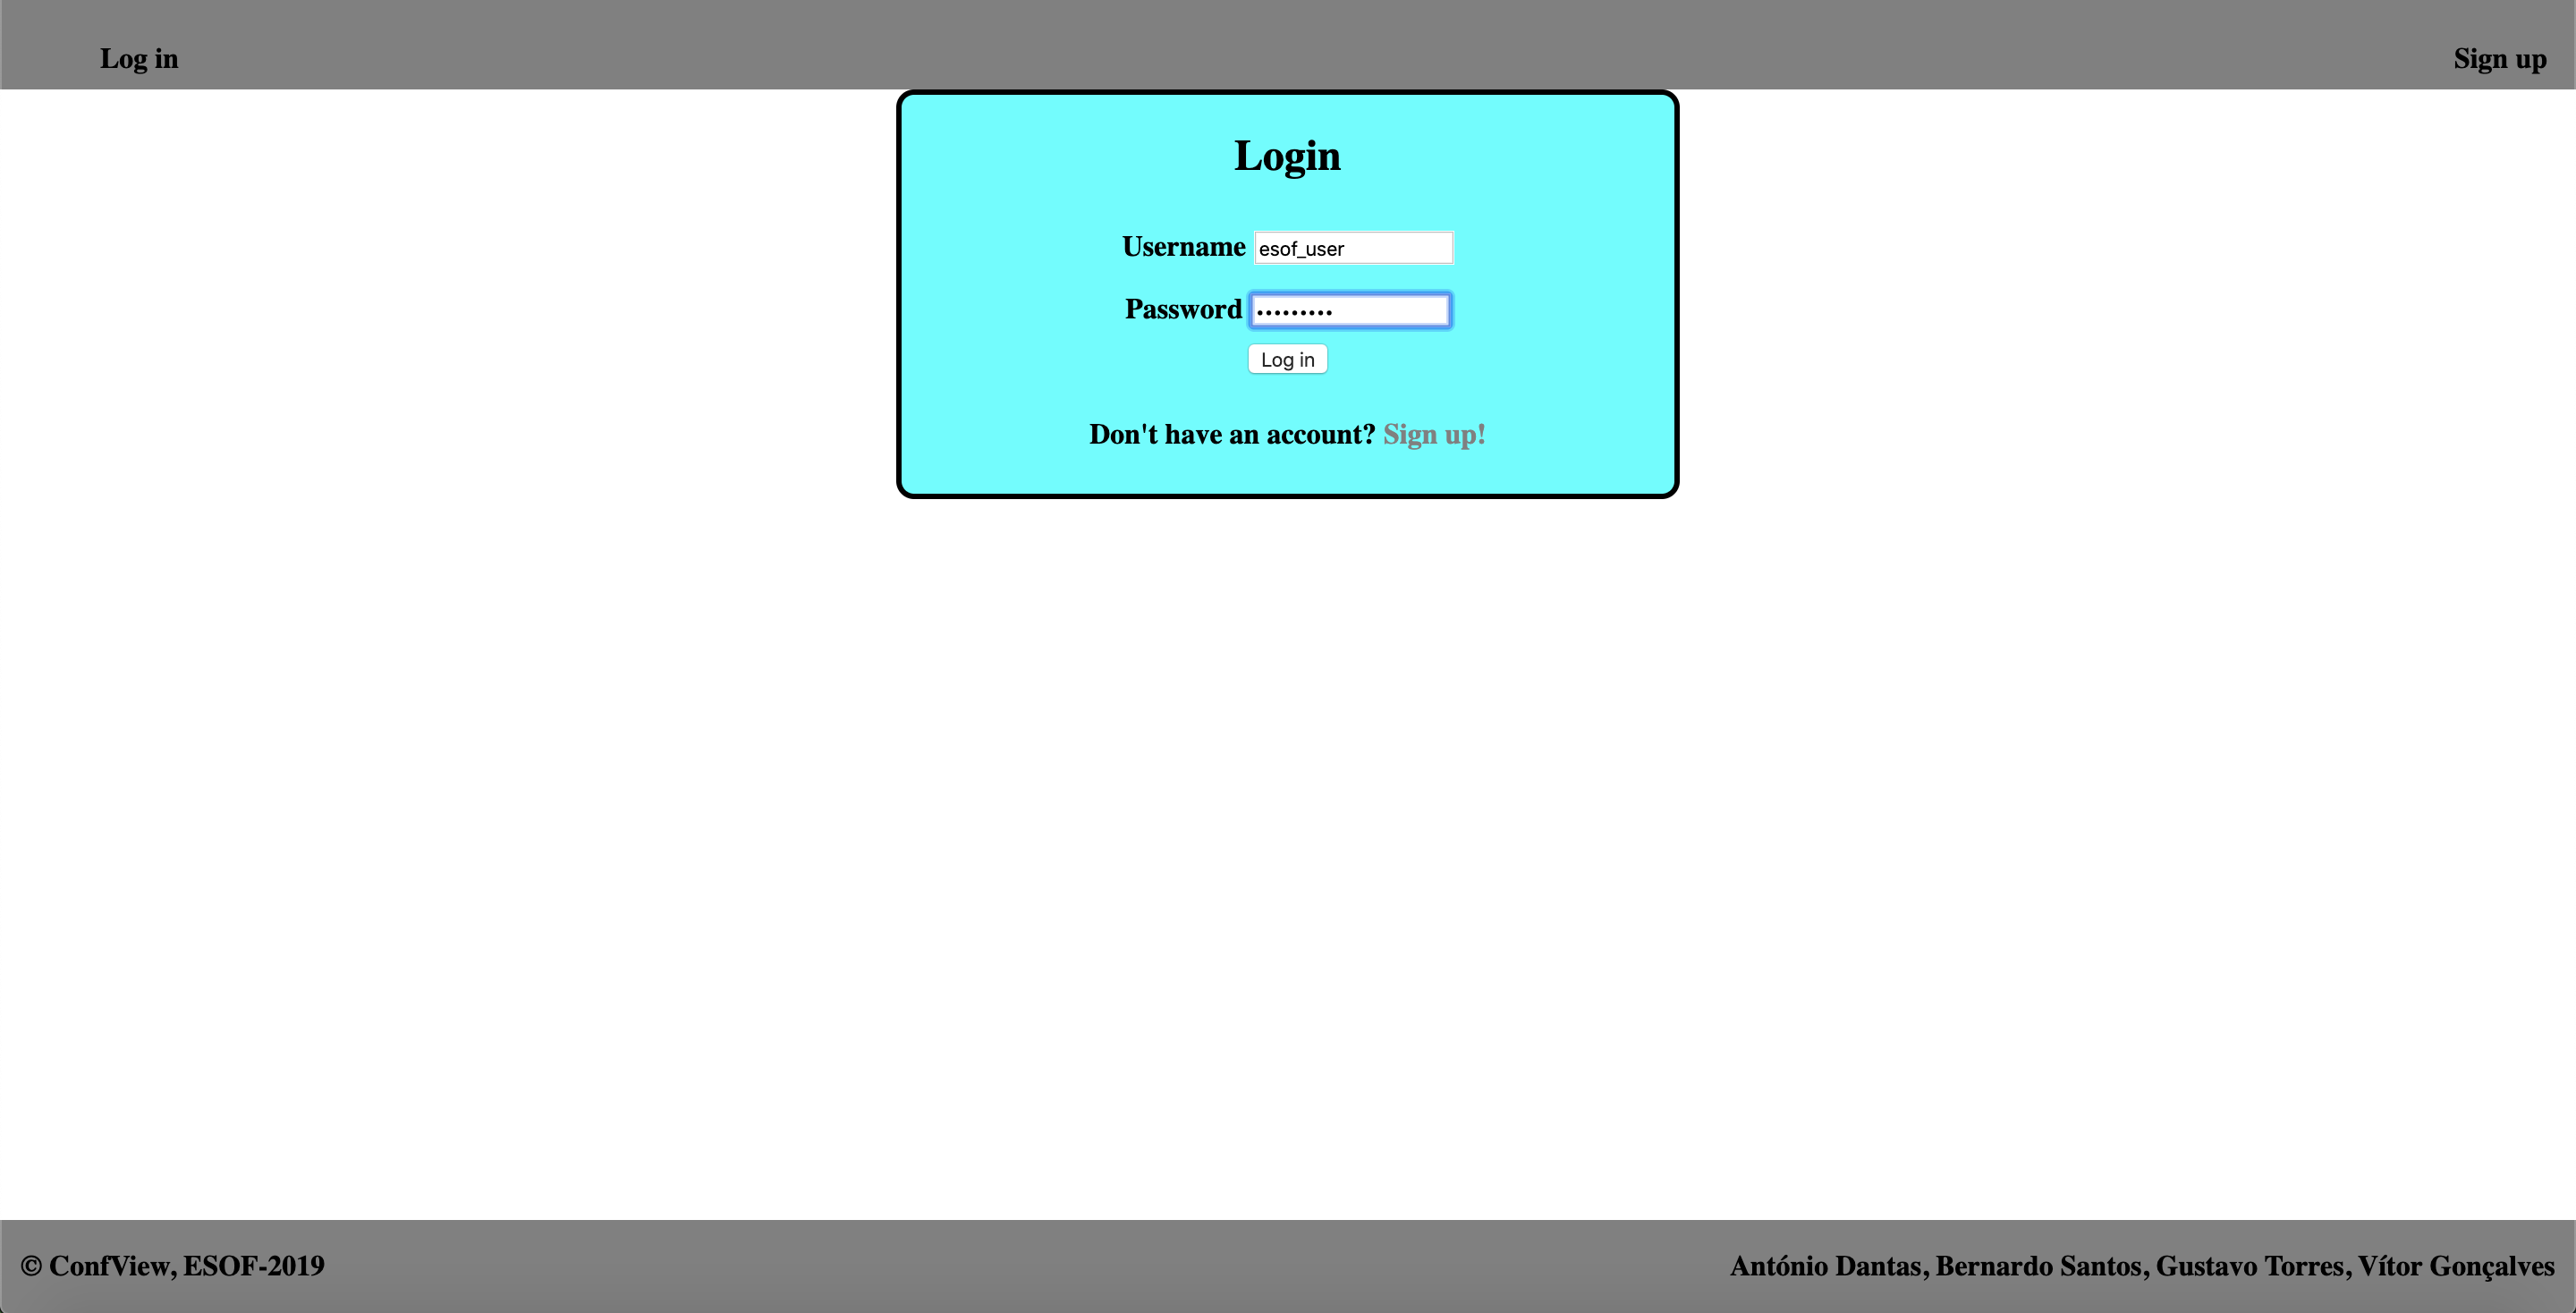 Log in Sign up
Login
Username esof_user
Password •••••••••
Log in
Don't have an account? Sign up!
© ConfView, ESOF-2019 António Dantas, Bernardo Santos, Gustavo Torres, Vítor Gonçalves